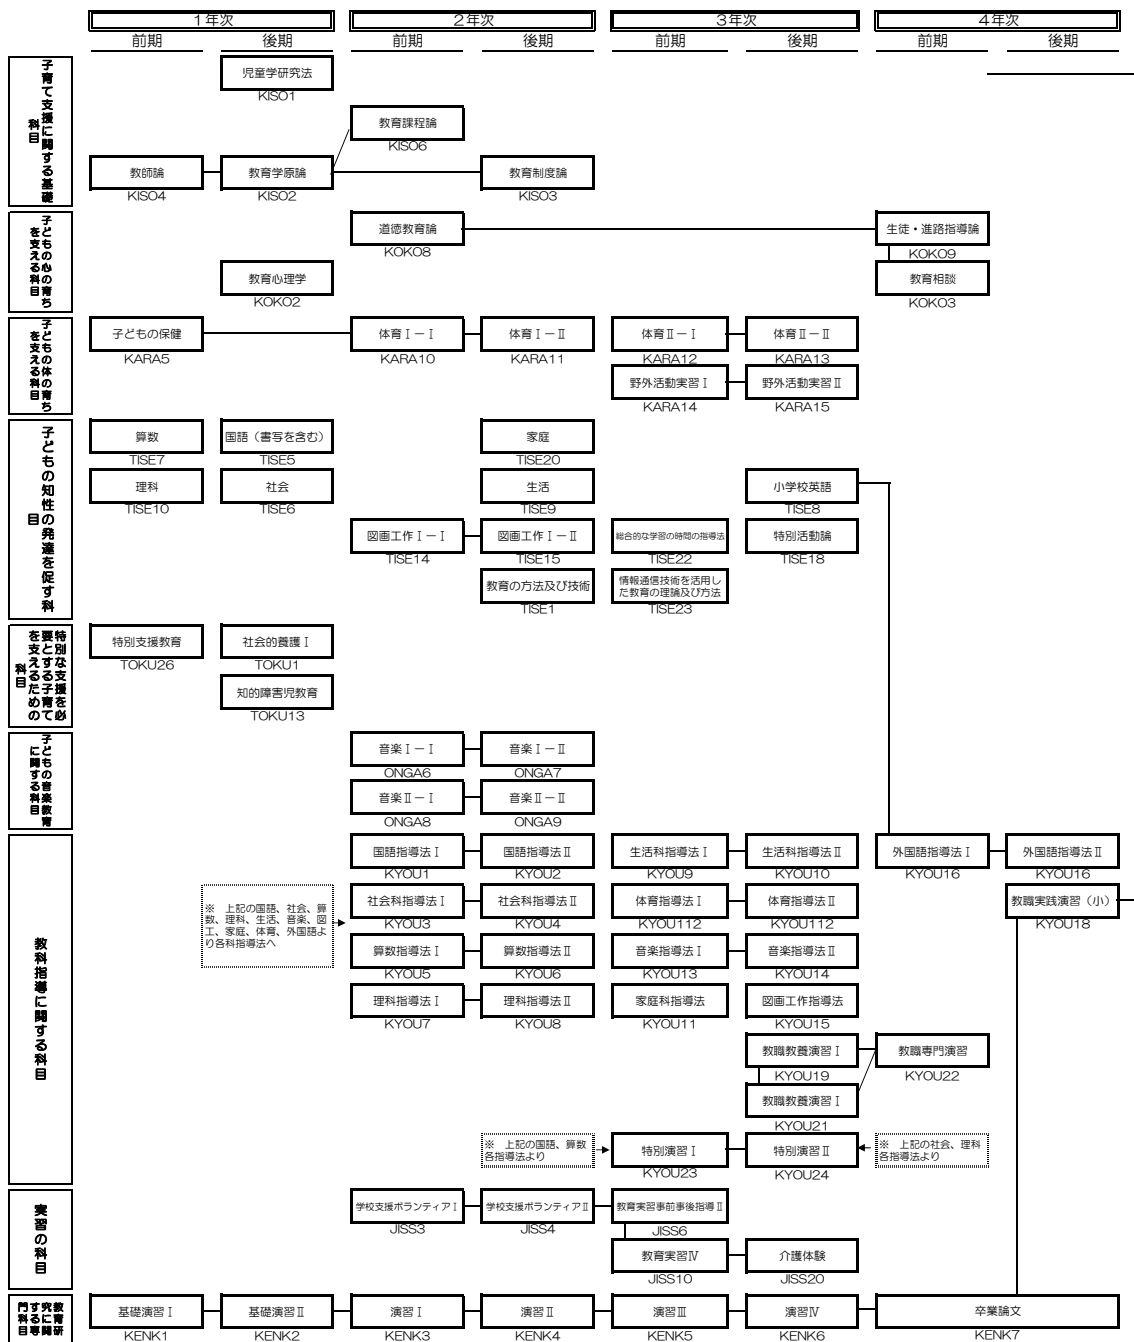 １年次
２年次
３年次
４年次
前期
後期
前期
後期
前期
後期
前期
後期
子育て支援に関する基礎
科目
児童学研究法
KISO1
教育課程論
KISO6
教師論
KISO4
教育学原論
KISO2
教育制度論
KISO3
子どもの心の育ち
を支える科目
道徳教育論
KOKO8
生徒・進路指導論
KOKO9
教育心理学
KOKO2
教育相談
KOKO3
子どもの体の育ち
を支える科目
子どもの保健
KARA5
体育Ⅰ－Ⅰ
KARA10
体育Ⅰ－Ⅱ
KARA11
体育Ⅱ－Ⅰ
KARA12
体育Ⅱ－Ⅱ
KARA13
野外活動実習Ⅰ
KARA14
野外活動実習Ⅱ
KARA15
子どもの知性の発達を促す科
目
算数
TISE7
国語（書写を含む）
TISE5
家庭
TISE20
理科
TISE10
社会
TISE6
生活
TISE9
小学校英語
TISE8
図画工作Ⅰ－Ⅰ
TISE14
図画工作Ⅰ－Ⅱ
TISE15
総合的な学習の時間の指導法
TISE22
特別活動論
TISE18
教育の方法及び技術
TISE1
情報通信技術を活用し
た教育の理論及び方法
TISE23
特別な支援を必
要とする子育て
を支えるための
科目
特別支援教育
TOKU26
社会的養護Ⅰ
TOKU1
知的障害児教育
TOKU13
子どもの音楽教育
に関する科目
音楽Ⅰ－Ⅰ
ONGA6
音楽Ⅰ－Ⅱ
ONGA7
音楽Ⅱ－Ⅰ
ONGA8
音楽Ⅱ－Ⅱ
ONGA9
教科指導に関する科目
国語指導法Ⅰ
KYOU1
国語指導法Ⅱ
KYOU2
生活科指導法Ⅰ
KYOU9
生活科指導法Ⅱ
KYOU10
外国語指導法Ⅰ
KYOU16
外国語指導法Ⅱ
KYOU16
※　上記の国語、社会、算
数、理科、生活、音楽、図
工、家庭、体育、外国語よ
り各科指導法へ
社会科指導法Ⅰ
KYOU3
社会科指導法Ⅱ
KYOU4
体育指導法Ⅰ
KYOU112
体育指導法Ⅱ
KYOU112
教職実践演習（小）
KYOU18
算数指導法Ⅰ
KYOU5
算数指導法Ⅱ
KYOU6
音楽指導法Ⅰ
KYOU13
音楽指導法Ⅱ
KYOU14
理科指導法Ⅰ
KYOU7
理科指導法Ⅱ
KYOU8
家庭科指導法
KYOU11
図画工作指導法
KYOU15
教職教養演習Ⅰ
KYOU19
教職専門演習
KYOU22
教職教養演習Ⅰ
KYOU21
※　上記の国語、算数
各指導法より
特別演習Ⅰ
KYOU23
特別演習Ⅱ
KYOU24
※　上記の社会、理科
各指導法より
実習の科目
学校支援ボランティアⅠ
JISS3
学校支援ボランティアⅡ
JISS4
教育実習事前事後指導Ⅱ
JISS6
教育実習Ⅳ
JISS10
介護体験
JISS20
教育研
究に関
する専
門科目
基礎演習Ⅰ
KENK1
基礎演習Ⅱ
KENK2
演習Ⅰ
KENK3
演習Ⅱ
KENK4
演習Ⅲ
KENK5
演習Ⅳ
KENK6
卒業論文
KENK7